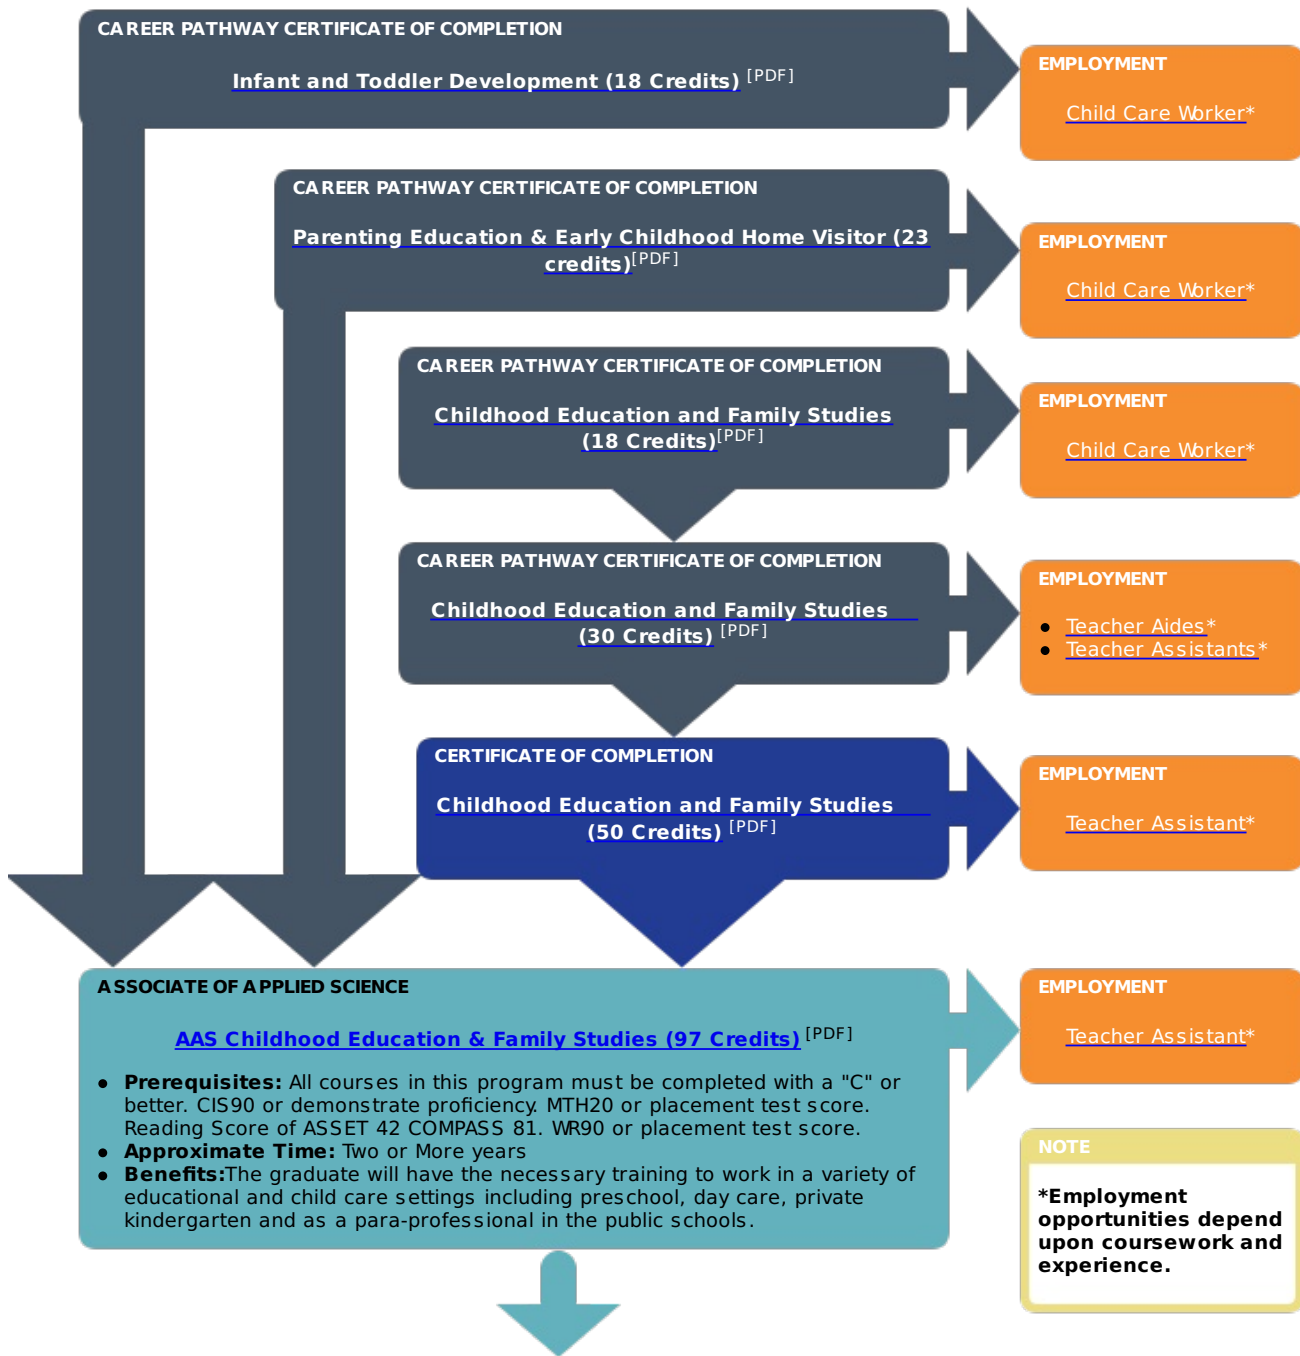 CAREER PATHWAY CERTIFICATE OF COMPLETION
Infant and Toddler Development (18 Credits) [PDF]
EMPLOYMENT
Child Care Worker*
CAREER PATHWAY CERTIFICATE OF COMPLETION
Parenting Education & Early Childhood Home Visitor (23
credits)[PDF]
EMPLOYMENT
Child Care Worker*
CAREER PATHWAY CERTIFICATE OF COMPLETION
Childhood Education and Family Studies
(18 Credits)[PDF]
EMPLOYMENT
Child Care Worker*
CAREER PATHWAY CERTIFICATE OF COMPLETION
Childhood Education and Family Studies
(30 Credits) [PDF]
EMPLOYMENT
● Teacher Aides*
● Teacher Assistants*
CERTIFICATE OF COMPLETION
Childhood Education and Family Studies
(50 Credits) [PDF]
EMPLOYMENT
Teacher Assistant*
ASSOCIATE OF APPLIED SCIENCE
AAS Childhood Education & Family Studies (97 Credits) [PDF]
● Prerequisites: All courses in this program must be completed with a "C" or
better. CIS90 or demonstrate proficiency. MTH20 or placement test score.
Reading Score of ASSET 42 COMPASS 81. WR90 or placement test score.
● Approximate Time: Two or More years
● Benefits:The graduate will have the necessary training to work in a variety of
educational and child care settings including preschool, day care, private
kindergarten and as a para-professional in the public schools.
EMPLOYMENT
Teacher Assistant*
NOTE
*Employment
opportunities depend
upon coursework and
experience.